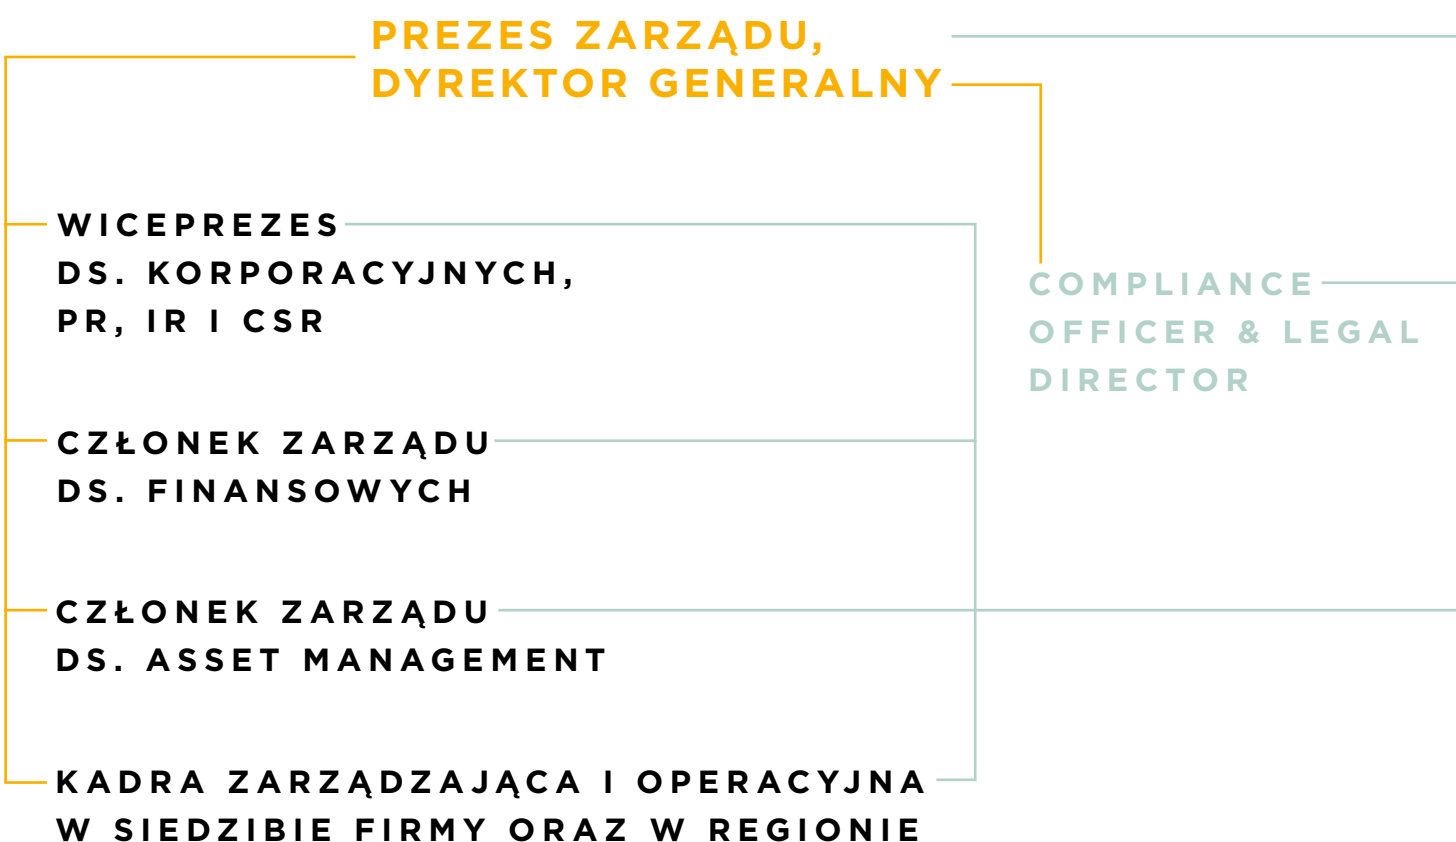 PREZES ZARZĄDU,
DYREKTOR GENERALNY
WICEPREZES
DS. KORPORACYJNYCH,
PR, IR I CSR
COMPLIANCE
OFFICER & LEGAL
DIRECTOR
CZŁONEK ZARZĄDU
DS. FINANSOWYCH
CZŁONEK ZARZĄDU
DS. ASSET MANAGEMENT
KADRA ZARZĄDZAJĄCA I OPERACYJNA
W SIEDZIBIE FIRMY ORAZ W REGIONIE